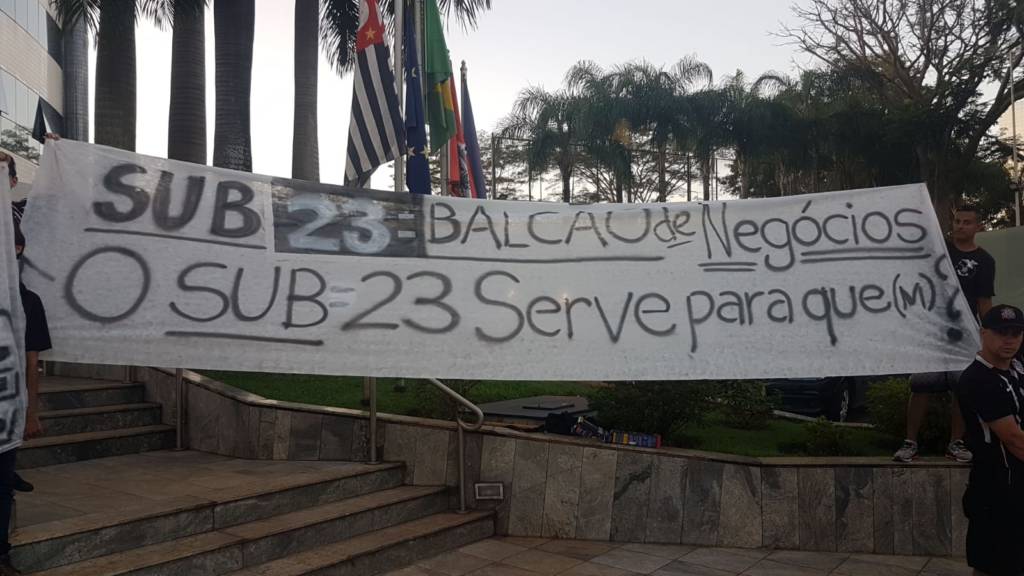 SUB 23=BALCAU de Negócios
O SUB=23 Serve para que(m)?